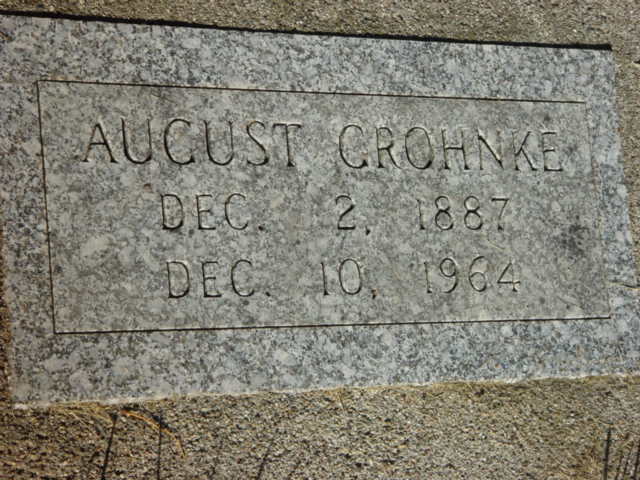 AUGUST GROHNKE
DEC. 2, 1887
DEC. 10, 1964